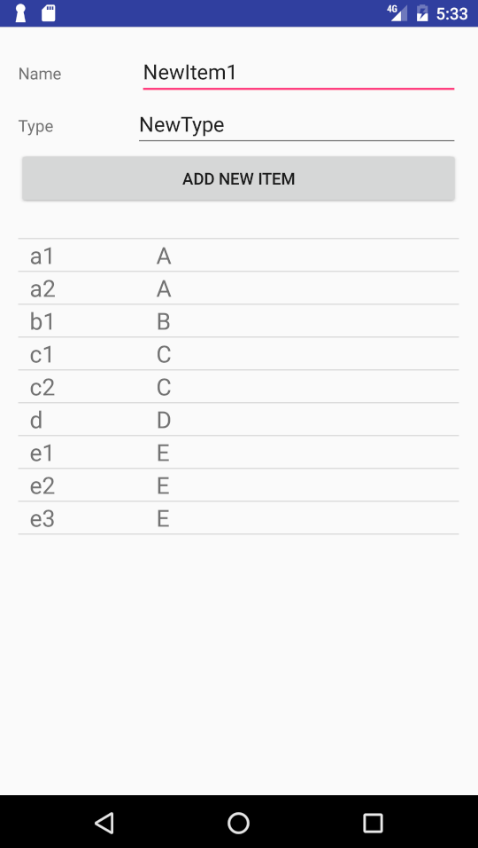 4G 5:33
Name NewItem1
Type NewType
ADD NEW ITEM
a1 A
a2 A
b1 B
c1 C
c2 C
d D
e1 E
e2 E
e3 E